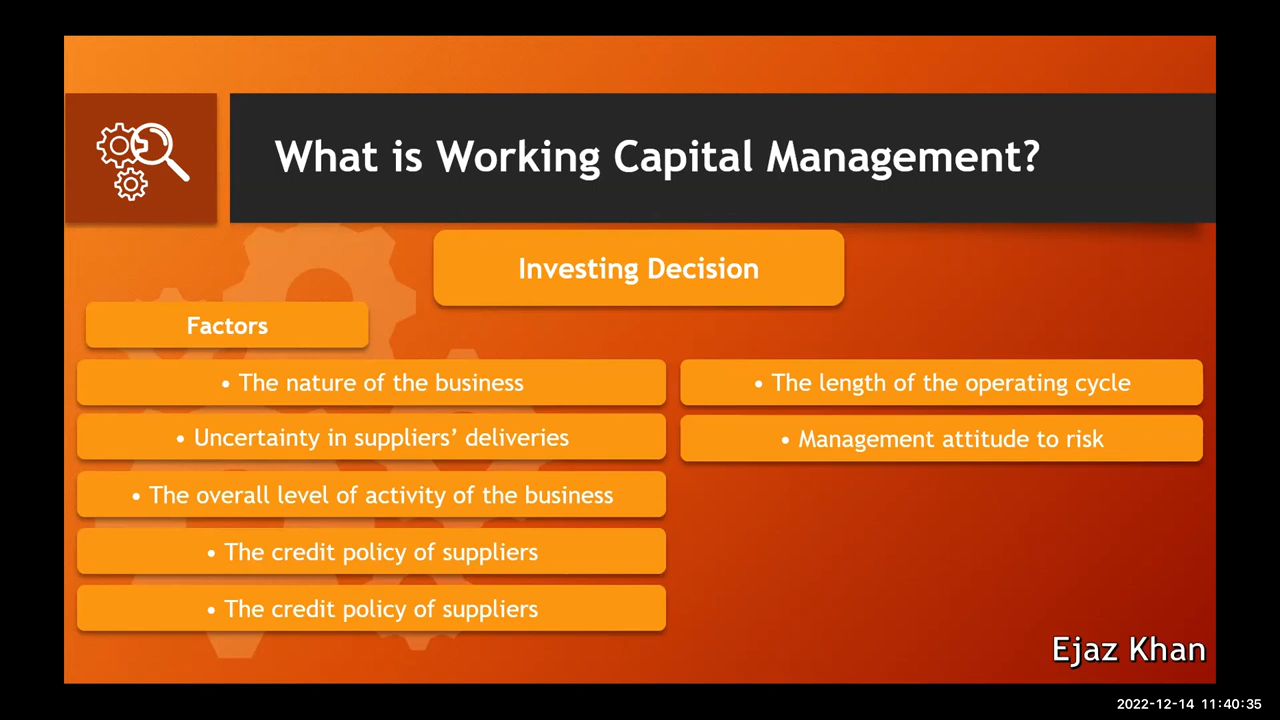 What is Working Capital Management?
Investing Decision
Factors
• The nature of the business
• Uncertainty in suppliers’ deliveries
• The overall level of activity of the business
• The credit policy of suppliers
• The credit policy of suppliers
• The length of the operating cycle
• Management attitude to risk
Ejaz Khan
2022-12-14 11:40:35